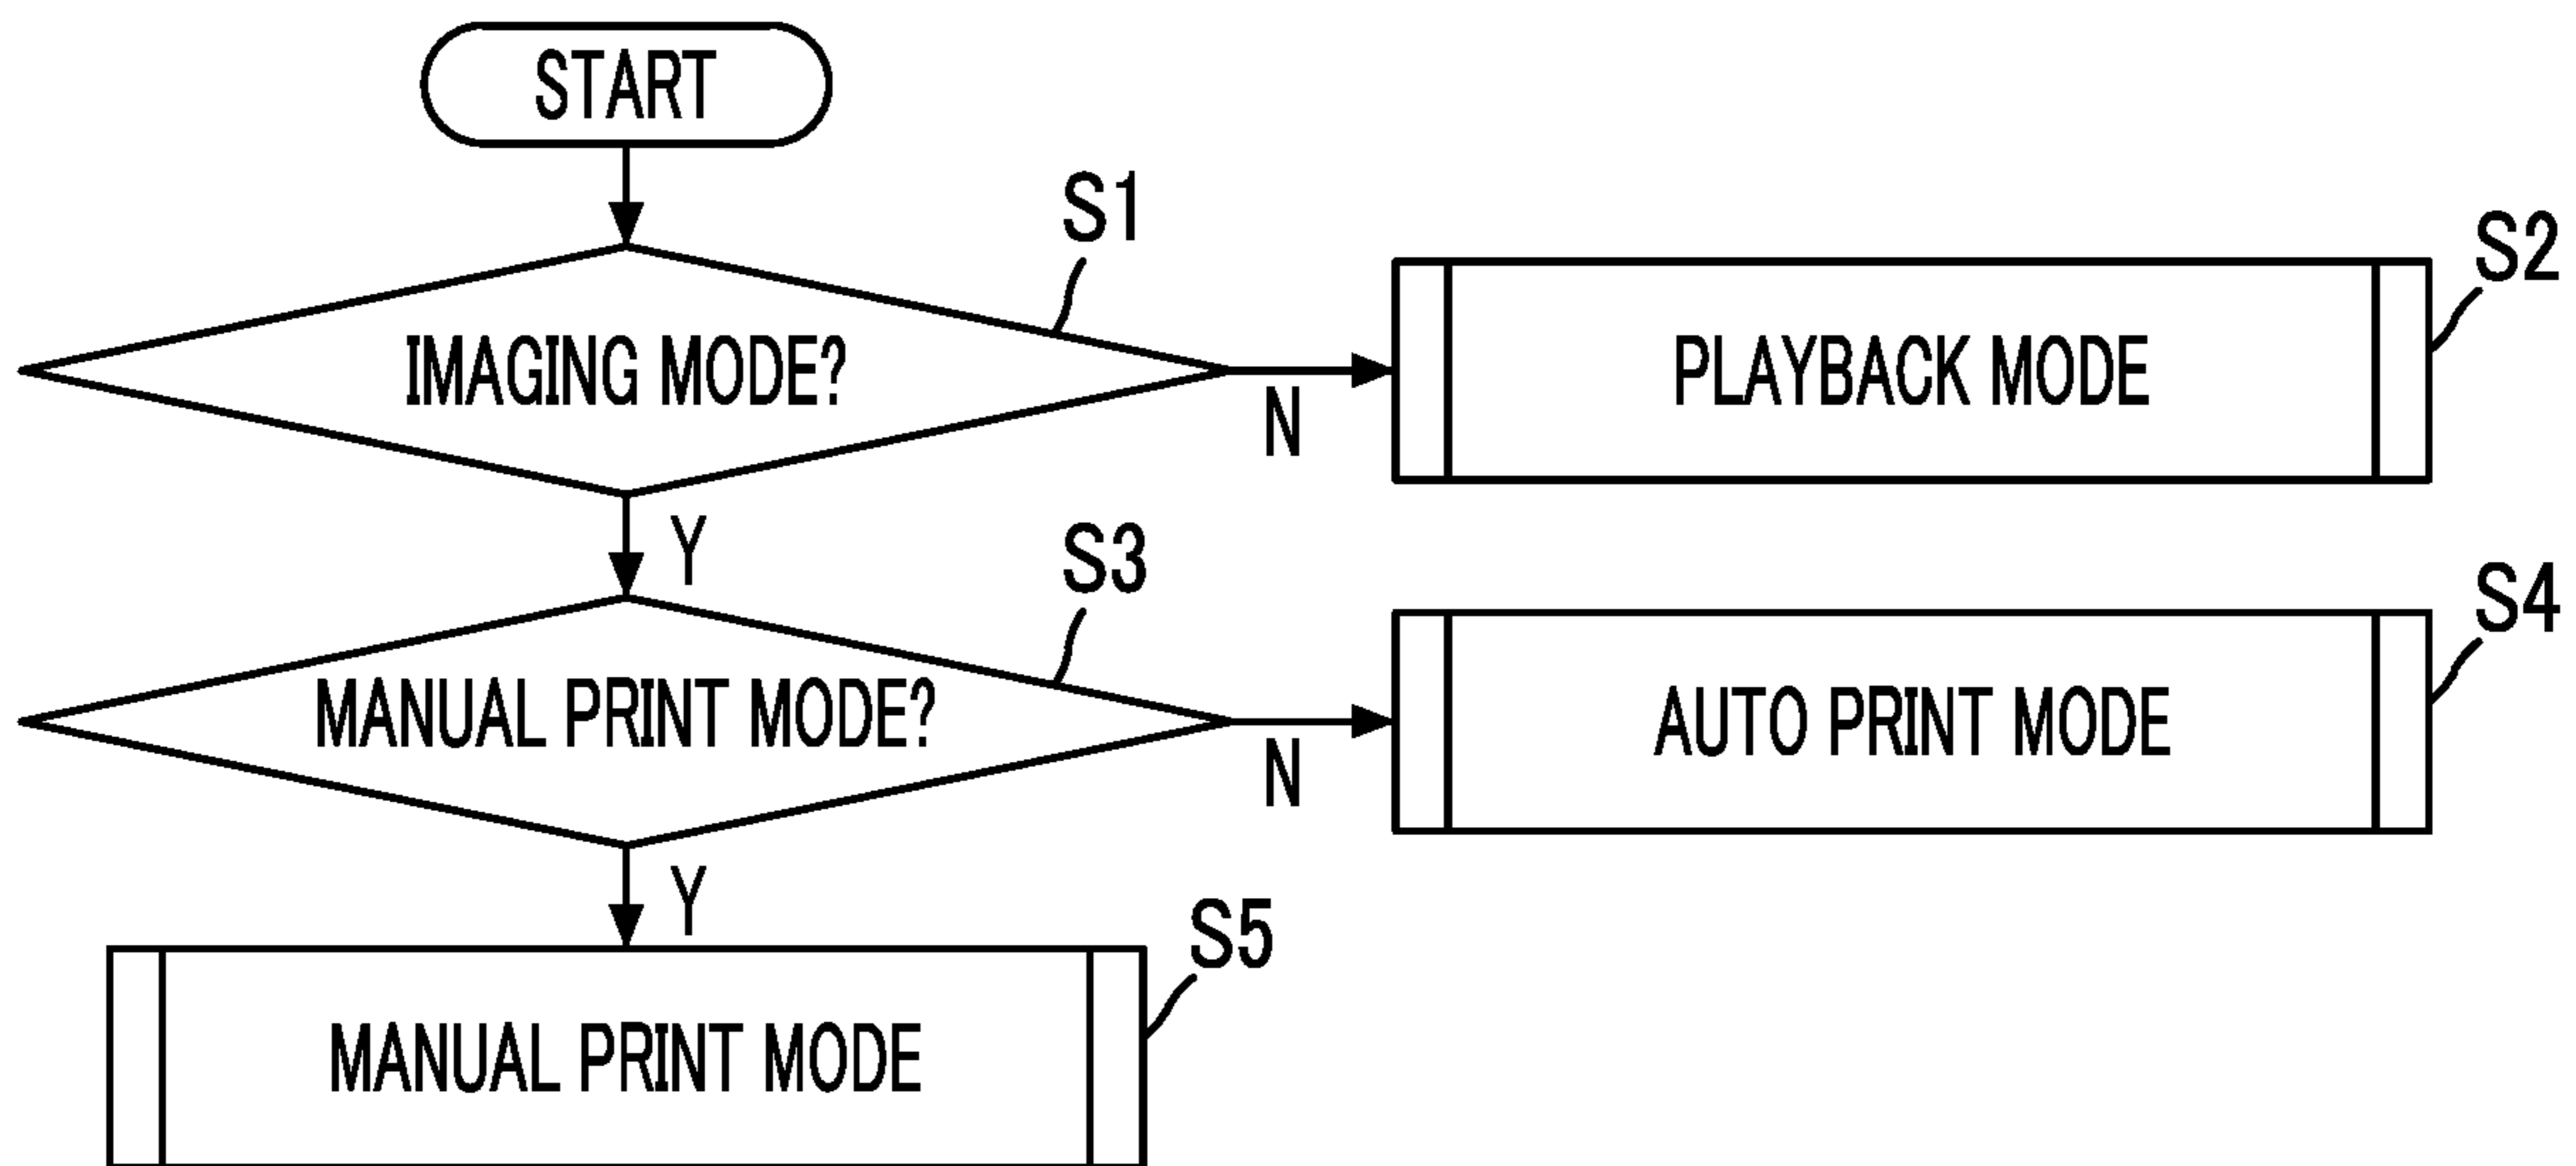 START
S1
S2
IMAGING MODE?
PLAYBACK MODE
N
Y
S3
S4
MANUAL PRINT MODE?
AUTO PRINT MODE
N
Y
S5
MANUAL PRINT MODE